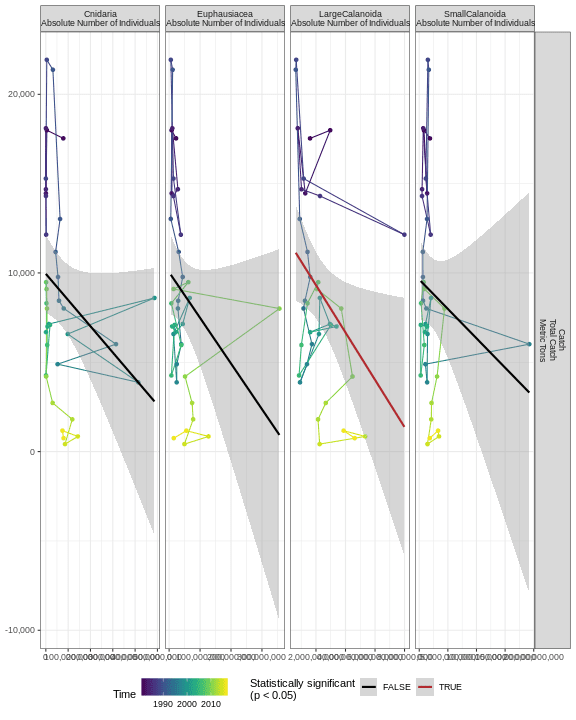 Cnidaria
Absolute Number of Individuals
Euphausiacea
Absolute Number of Individuals
LargeCalanoida
Absolute Number of Individuals
SmallCalanoida
Absolute Number of Individuals
20,000
10,000
0
-10,000
Catch
Total Catch
Metric Tons
Time
1990 2000 2010
Statistically significant
(p < 0.05)
FALSE
TRUE